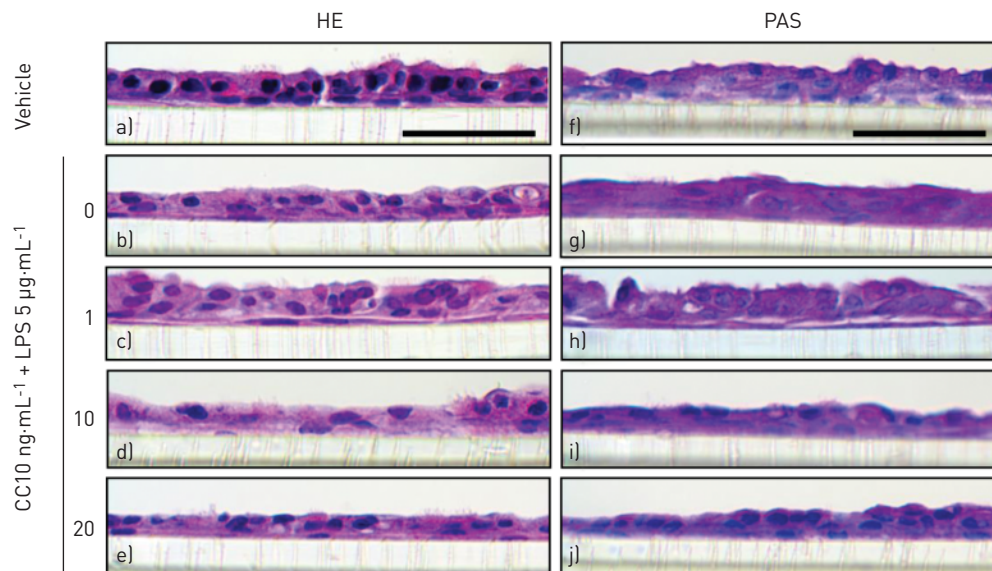 HE PAS
Vehicle
a) f)
CC10 ng·mL⁻¹ + LPS 5 µg·mL⁻¹
0
b) g)
1
c) h)
10
d) i)
20
e) j)